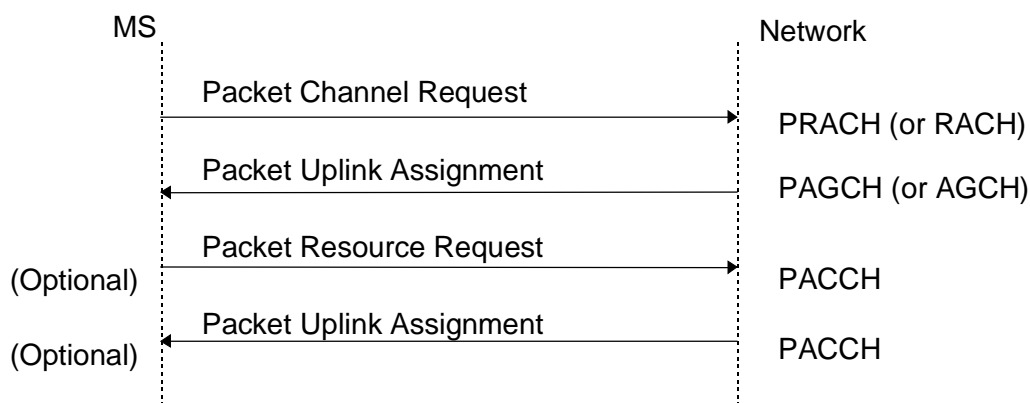 MS
Network
Packet Channel Request
PRACH (or RACH)
Packet Uplink Assignment
PAGCH (or AGCH)
Packet Resource Request
(Optional)
PACCH
Packet Uplink Assignment
(Optional)
PACCH